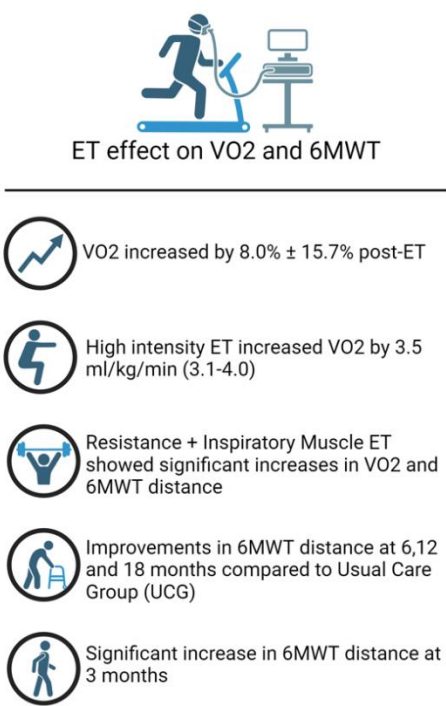 ET effect on VO2 and 6MWT
VO2 increased by 8.0% ± 15.7% post-ET
High intensity ET increased VO2 by 3.5
ml/kg/min (3.1-4.0)
Resistance + Inspiratory Muscle ET
showed significant increases in VO2 and
6MWT distance
Improvements in 6MWT distance at 6,12
and 18 months compared to Usual Care
Group (UCG)
Significant increase in 6MWT distance at
3 months